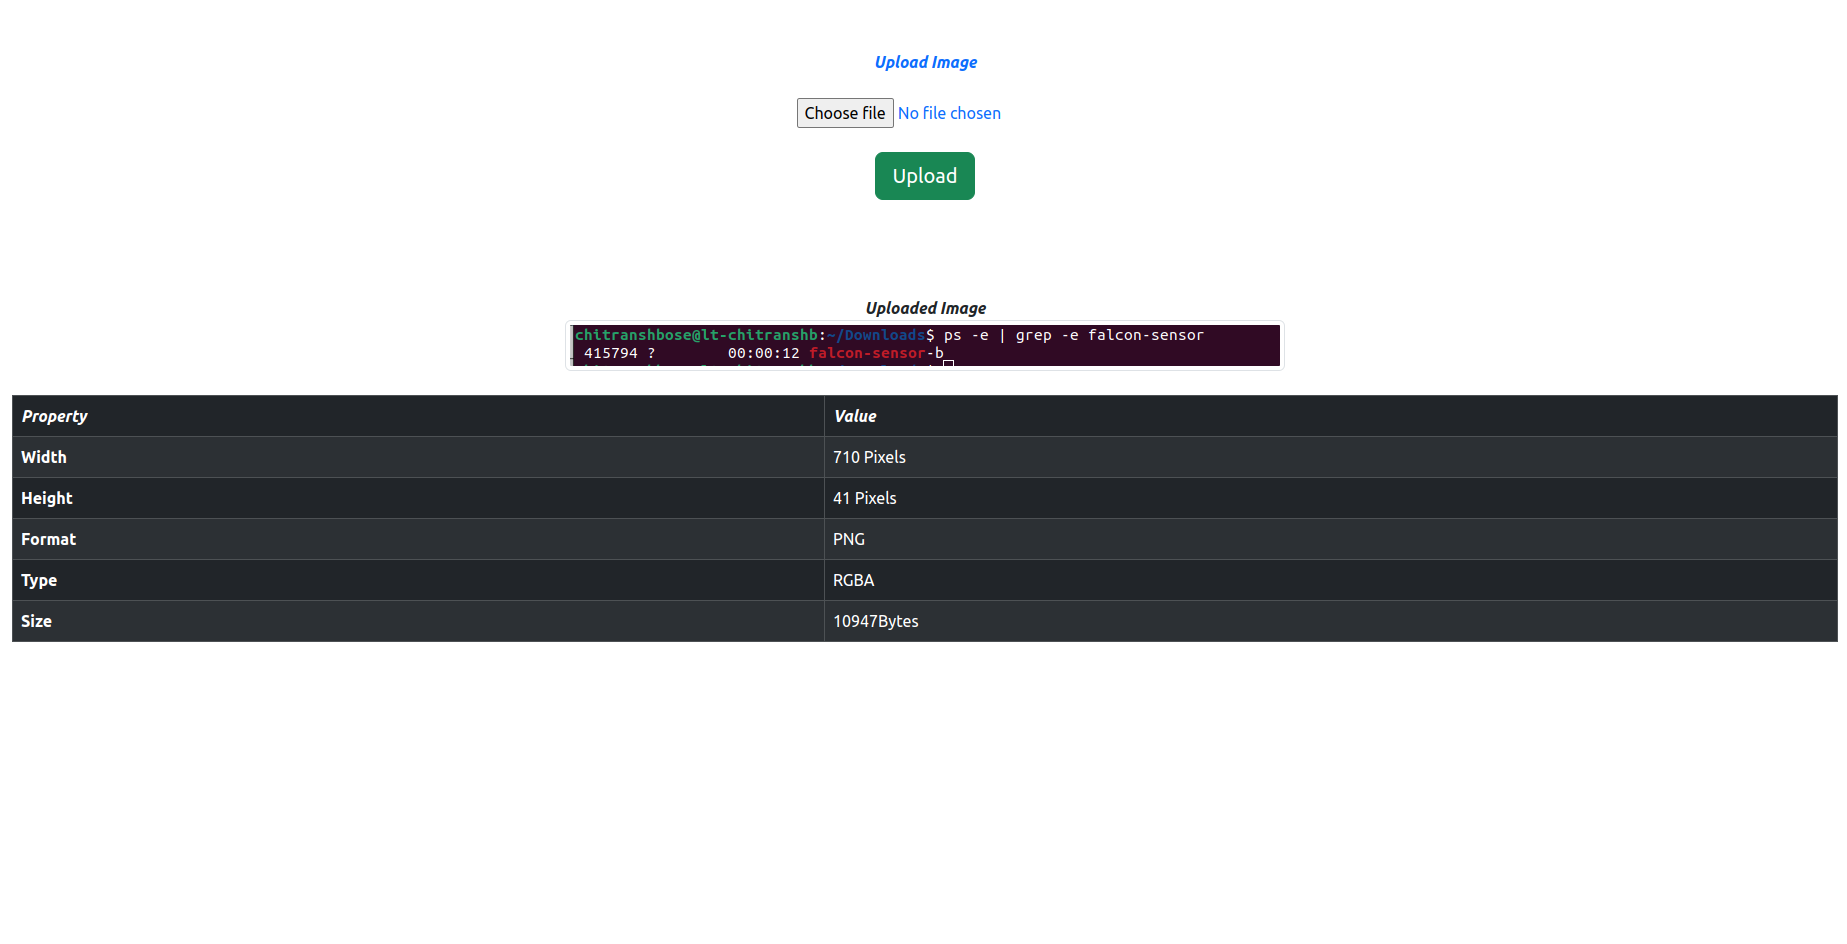 Upload Image
Choose file No file chosen
Upload
Uploaded Image
chitranshbose@lt-chitranshb:~/Downloads$ ps -e | grep -e falcon-sensor
415794 ? 00:00:12 falcon-sensor-b
Property Value
Width 710 Pixels
Height 41 Pixels
Format PNG
Type RGBA
Size 10947Bytes